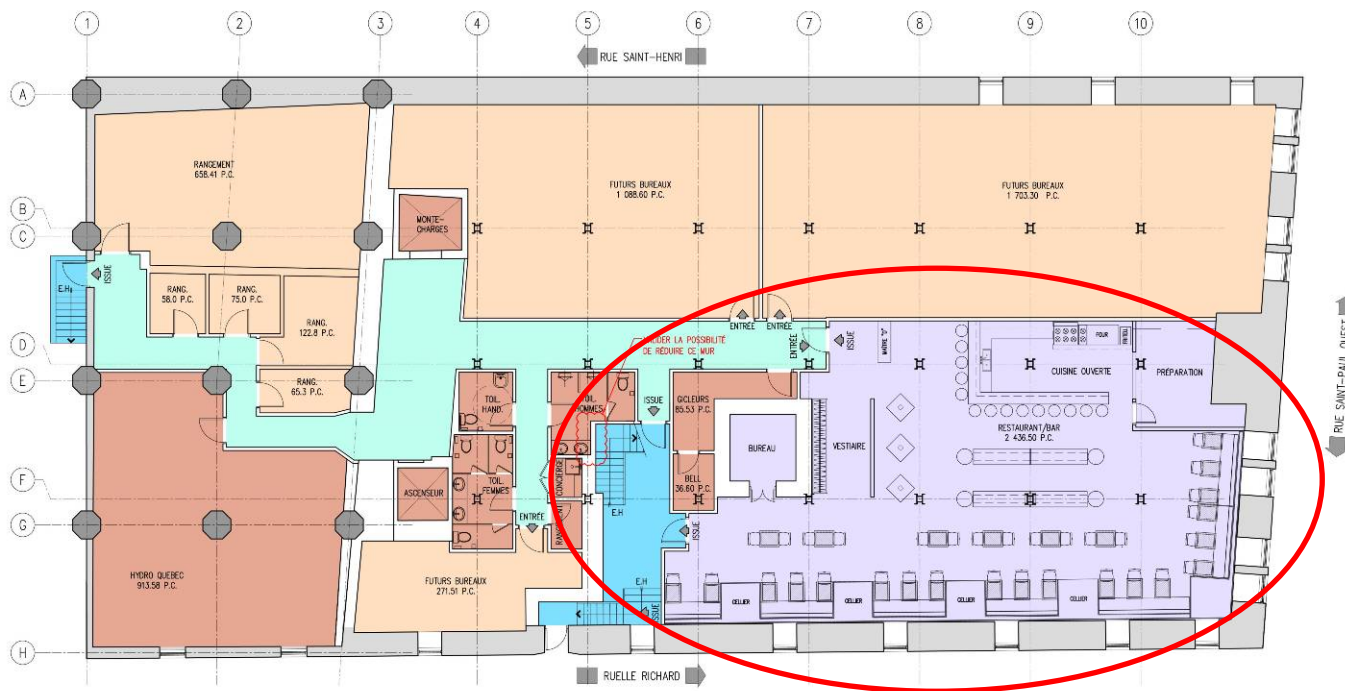 1 2 3 4 5 6 7 8 9 10
RUE SAINT-HENRI
A
B
C
D
E
F
G
H
RANGEMENT
658.41 P.C.
FUTURS BUREAUX
1 088.60 P.C.
FUTURS BUREAUX
1 703.30 P.C.
MONTE-
CHARGES
ISSUE
E.H
RANG.
58.0 P.C.
RANG.
75.0 P.C.
RANG.
122.8 P.C.
RANG.
65.3 P.C.
ENTRÉE
ENTRÉE
ENTRÉE
ISSUE
LA POSSIBILITÉ
DE RÉDUIRE CE MUR
MAÎTRE
FOUR
CUISINE OUVERTE
PRÉPARATION
RUE SAINT-PAUL OUEST
TOIL.
HAND.
TOIL.
HOMMES
ISSUE
GICLEURS
85.53 P.C.
BUREAU
VESTIAIRE
RESTAURANT/BAR
2 436.50 P.C.
ASCENSEUR
TOIL.
FEMMES
CONCIERGE
BELL
36.60 P.C.
E.H
ENTRÉE
ISSUE
HYDRO QUEBEC
913.58 P.C.
FUTURS BUREAUX
271.51 P.C.
E.H
ISSUE
CELLIER
CELLIER
CELLIER
CELLIER
RUELLE RICHARD